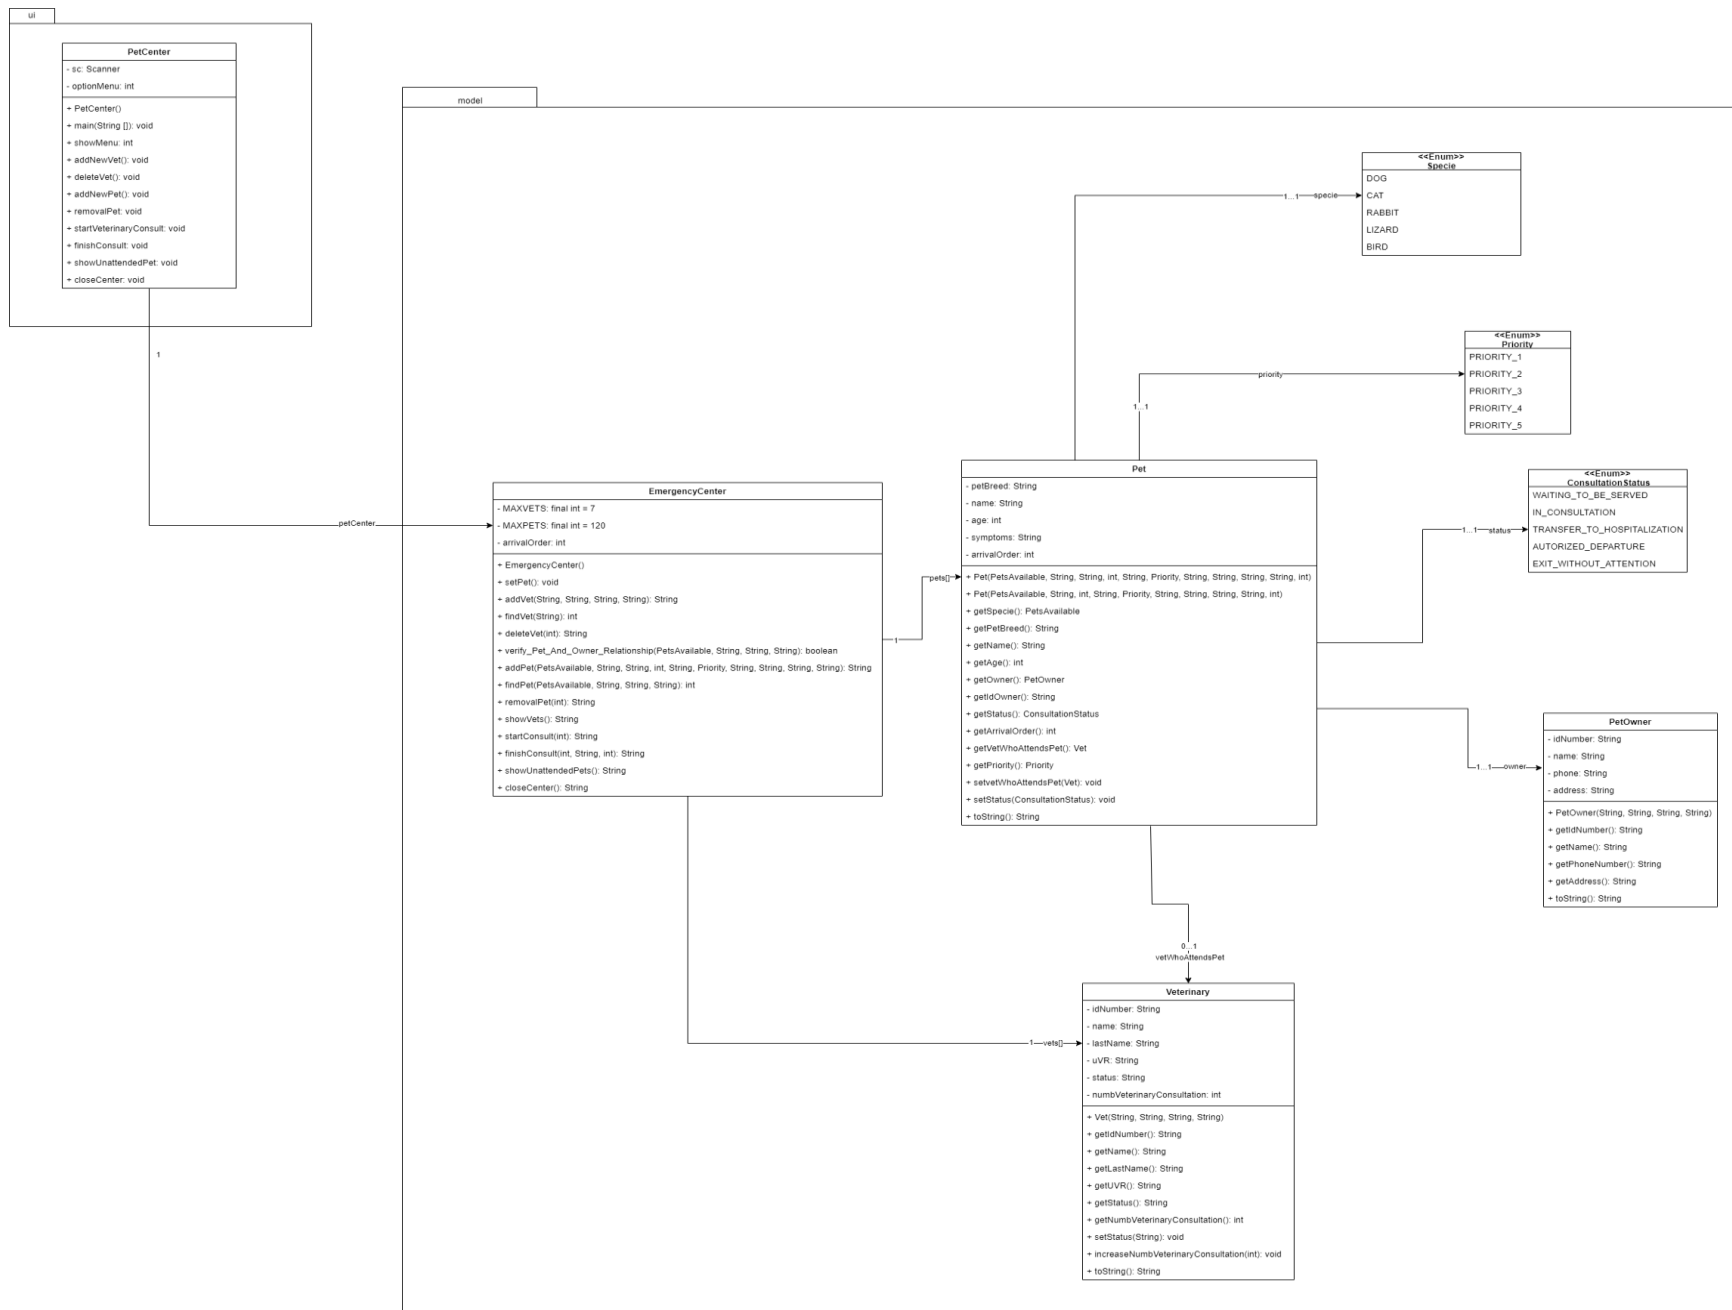 ui
PetCenter
- sc: Scanner
- optionMenu: int
+ PetCenter()
+ main(String []): void
+ showMenu: int
+ addNewVet(): void
+ deleteVet(): void
+ addNewPet(): void
+ removalPet: void
+ startVeterinaryConsult: void
+ finishConsult: void
+ showUnattendedPet: void
+ closeCenter: void
1
petCenter
model
EmergencyCenter
- MAXVETS: final int = 7
- MAXPETS: final int = 120
- arrivalOrder: int
+ EmergencyCenter()
+ setPet(): void
+ addVet(String, String, String, String): String
+ findVet(String): int
+ deleteVet(int): String
+ verify_Pet_And_Owner_Relationship(PetsAvailable, String, String, String): boolean
+ addPet(PetsAvailable, String, String, int, String, Priority, String, String, String, String): String
+ findPet(PetsAvailable, String, String, String): int
+ removalPet(int): String
+ showVets(): String
+ startConsult(int): String
+ finishConsult(int, String, int): String
+ showUnattendedPets(): String
+ closeCenter(): String
1
pets[]
1
vets[]
Pet
- petBreed: String
- name: String
- age: int
- symptoms: String
- arrivalOrder: int
+ Pet(PetsAvailable, String, String, int, String, Priority, String, String, String, String, int)
+ Pet(PetsAvailable, String, int, String, Priority, String, String, String, String, int)
+ getSpecie(): PetsAvailable
+ getPetBreed(): String
+ getName(): String
+ getAge(): int
+ getOwner(): PetOwner
+ getIdOwner(): String
+ getStatus(): ConsultationStatus
+ getArrivalOrder(): int
+ getVetWhoAttendsPet(): Vet
+ getPriority(): Priority
+ setvetWhoAttendsPet(Vet): void
+ setStatus(ConsultationStatus): void
+ toString(): String
1...1
specie
<<Enum>>
Specie
DOG
CAT
RABBIT
LIZARD
BIRD
1...1
priority
<<Enum>>
Priority
PRIORITY_1
PRIORITY_2
PRIORITY_3
PRIORITY_4
PRIORITY_5
1...1
status
<<Enum>>
ConsultationStatus
WAITING_TO_BE_SERVED
IN_CONSULTATION
TRANSFER_TO_HOSPITALIZATION
AUTORIZED_DEPARTURE
EXIT_WITHOUT_ATTENTION
1...1
owner
PetOwner
- idNumber: String
- name: String
- phone: String
- address: String
+ PetOwner(String, String, String, String)
+ getIdNumber(): String
+ getName(): String
+ getPhoneNumber(): String
+ getAddress(): String
+ toString(): String
0...1
vetWhoAttendsPet
Veterinary
- idNumber: String
- name: String
- lastName: String
- uVR: String
- status: String
- numbVeterinaryConsultation: int
+ Vet(String, String, String, String)
+ getIdNumber(): String
+ getName(): String
+ getLastName(): String
+ getUVR(): String
+ getStatus(): String
+ getNumbVeterinaryConsultation(): int
+ setStatus(String): void
+ increaseNumbVeterinaryConsultation(int): void
+ toString(): String